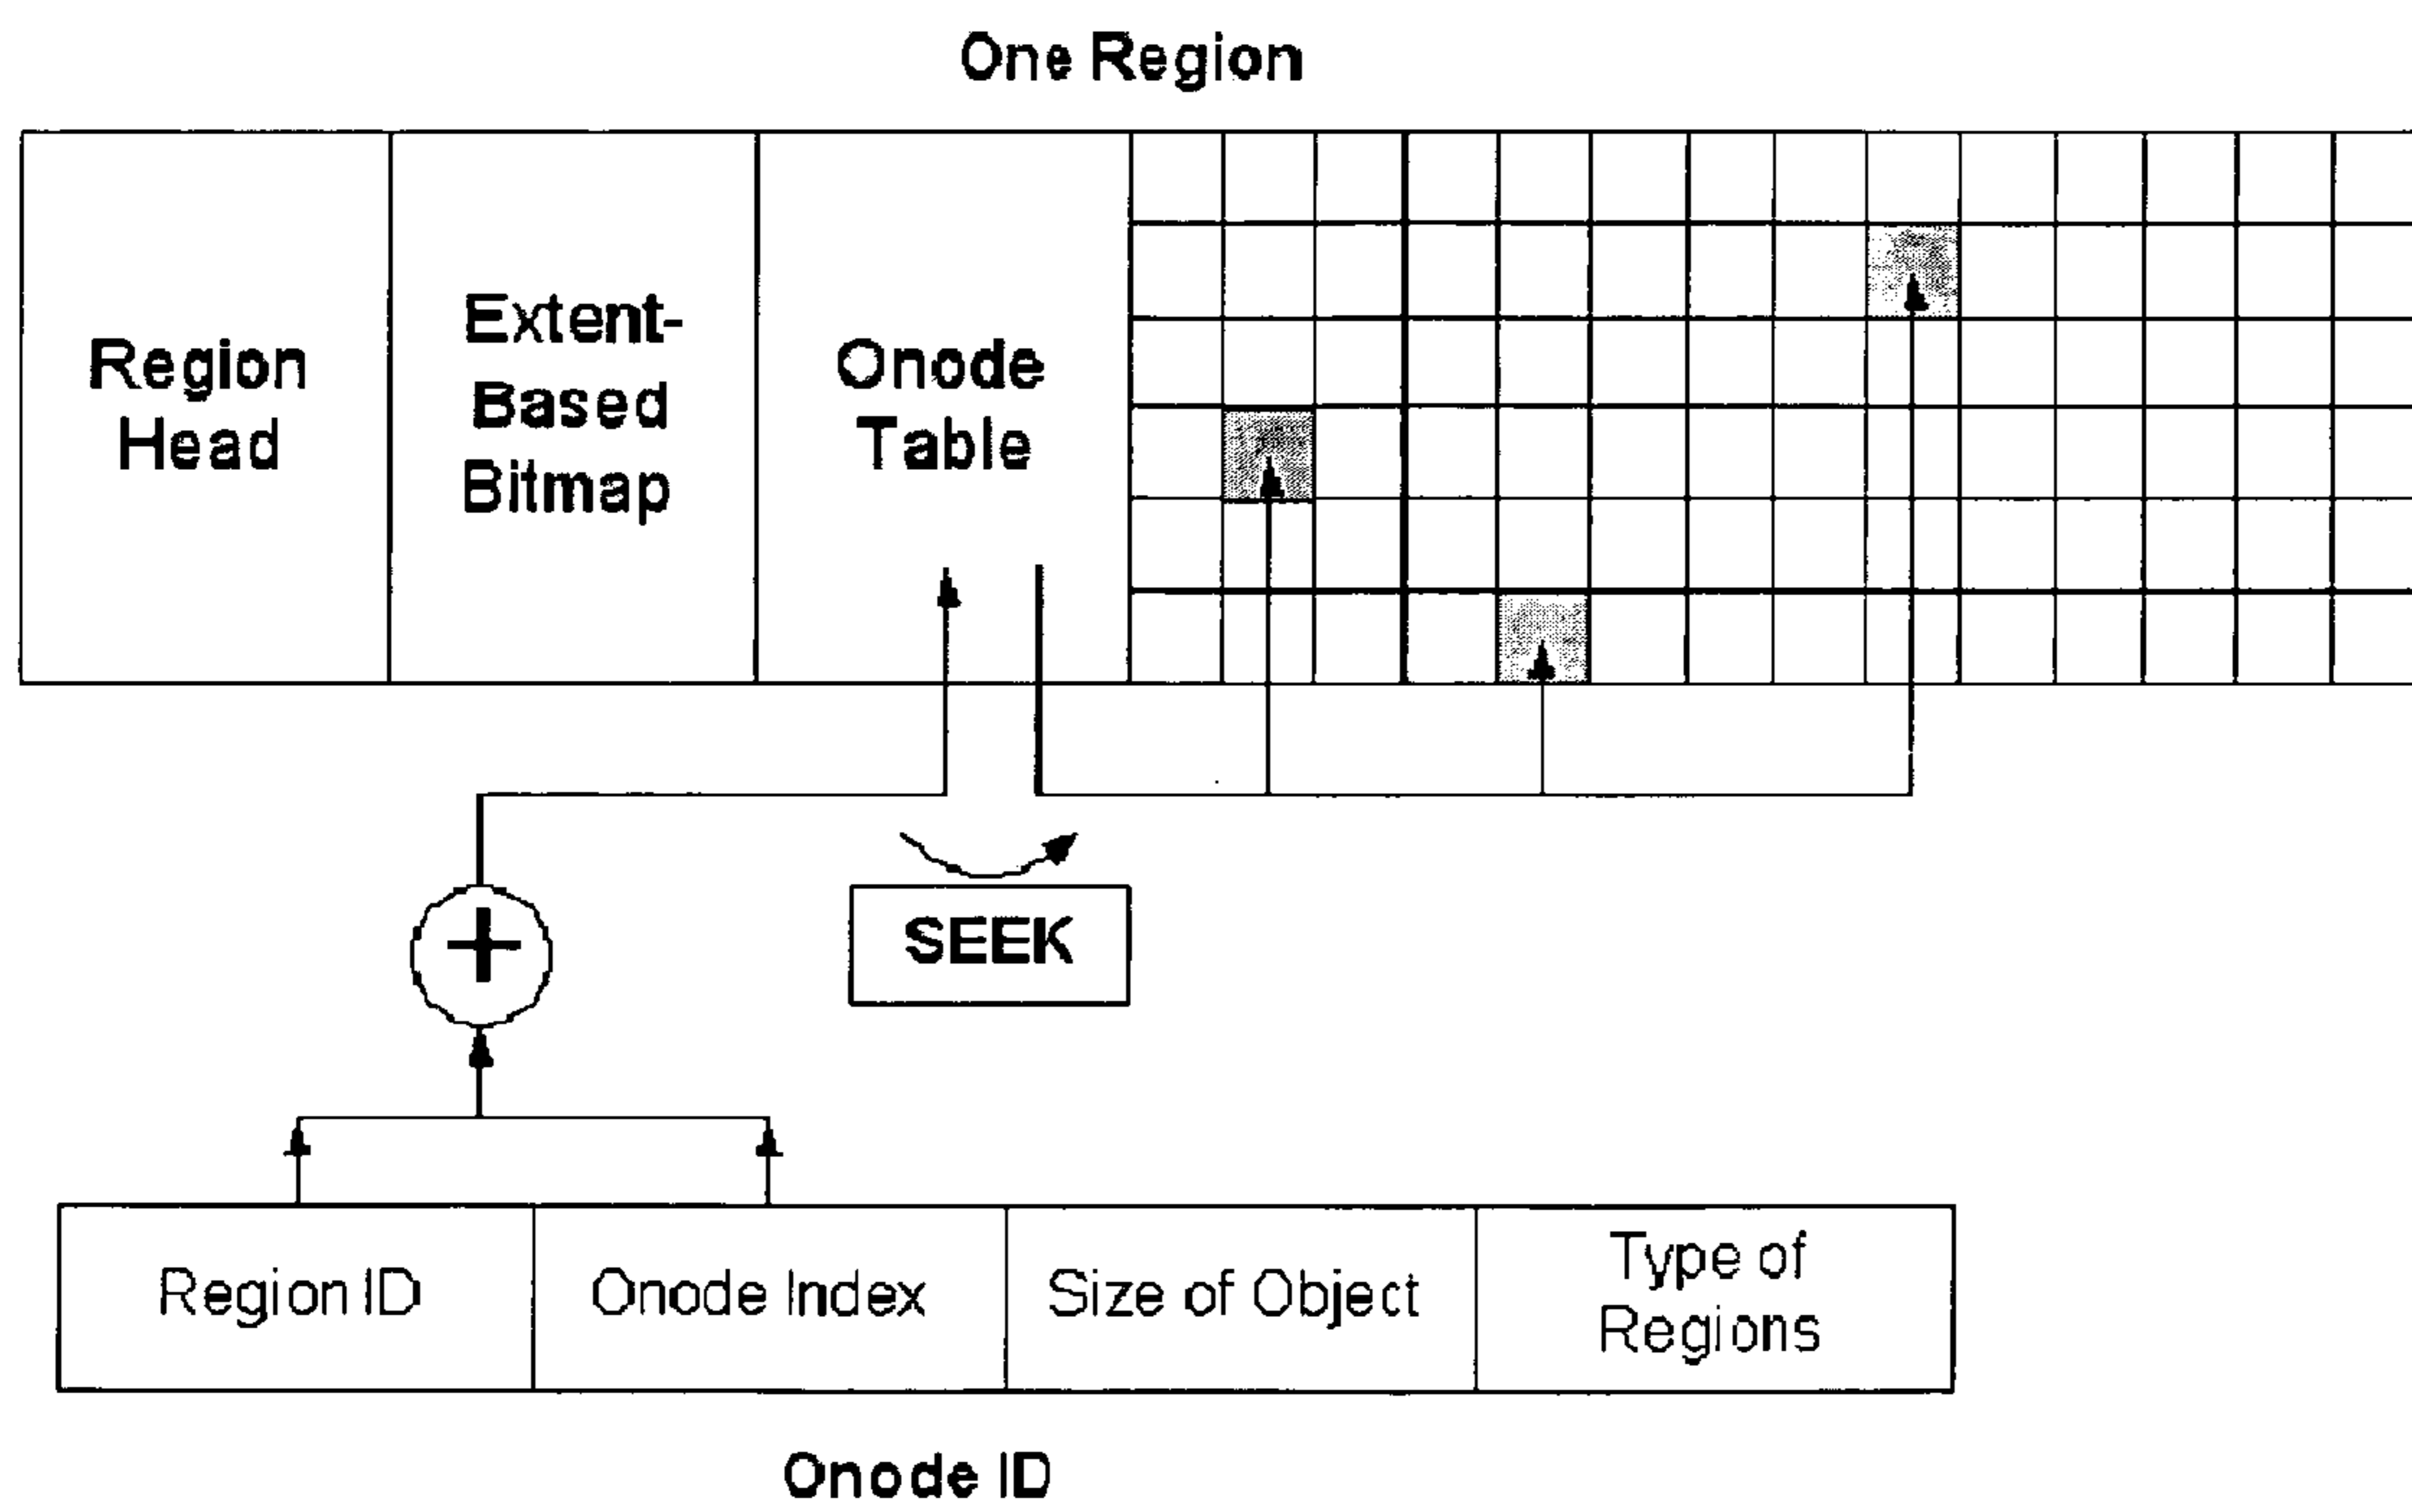 One Region
Region
Head
Extent-
Based
Bitmap
Onode
Table
+
SEEK
Region ID
Onode Index
Size of Object
Type of
Regions
Onode ID